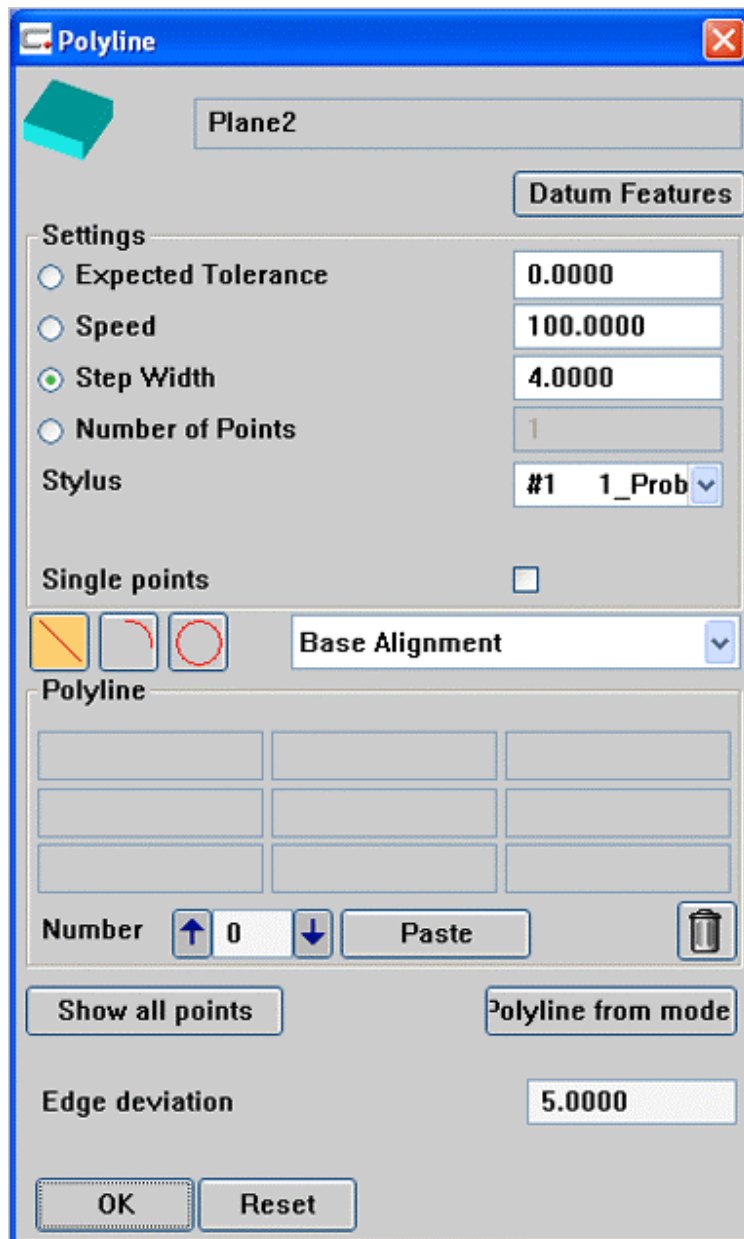 Polyline
Plane2
Datum Features
Settings
Expected Tolerance 0.0000
Speed 100.0000
Step Width 4.0000
Number of Points 1
Stylus #1 1_Prob
Single points
Base Alignment
Polyline
Number 0 Paste
Show all points Polyline from mode
Edge deviation 5.0000
OK Reset